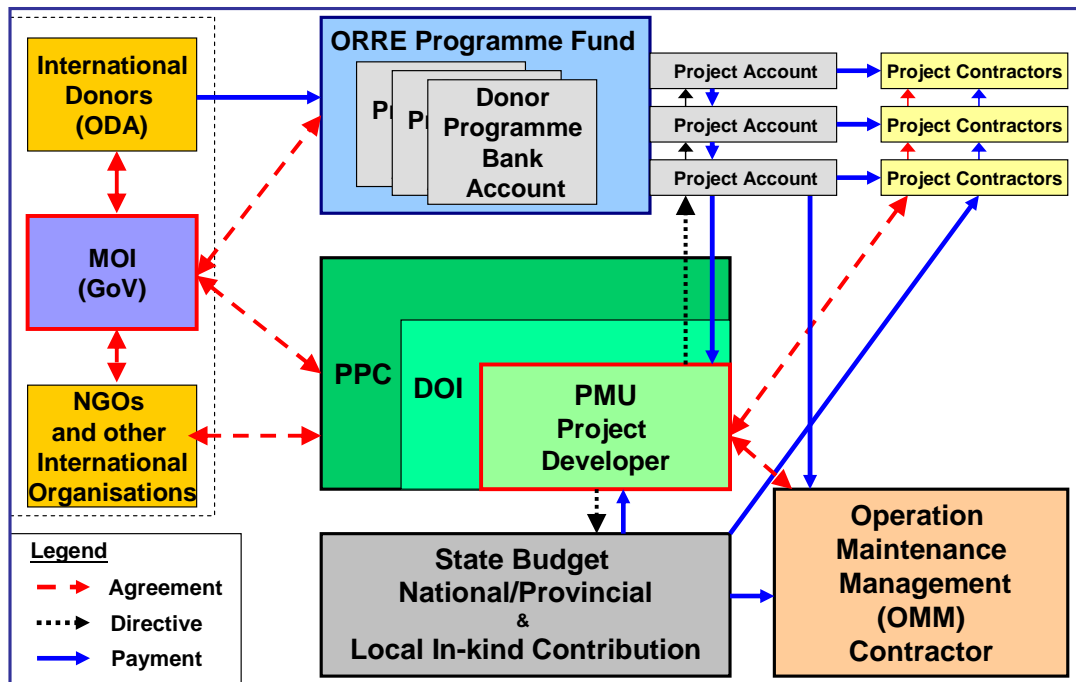 International
Donors
(ODA)
MOI
(GoV)
NGOs
and other
International
Organisations
ORRE Programme Fund
P
P
Donor
Programme
Bank
Account
Project Account
Project Contractors
Project Account
Project Contractors
Project Account
Project Contractors
PPC
DOI
PMU
Project
Developer
State Budget
National/Provincial
&
Local In-kind Contribution
Operation
Maintenance
Management
(OMM)
Contractor
Legend
Agreement
Directive
Payment